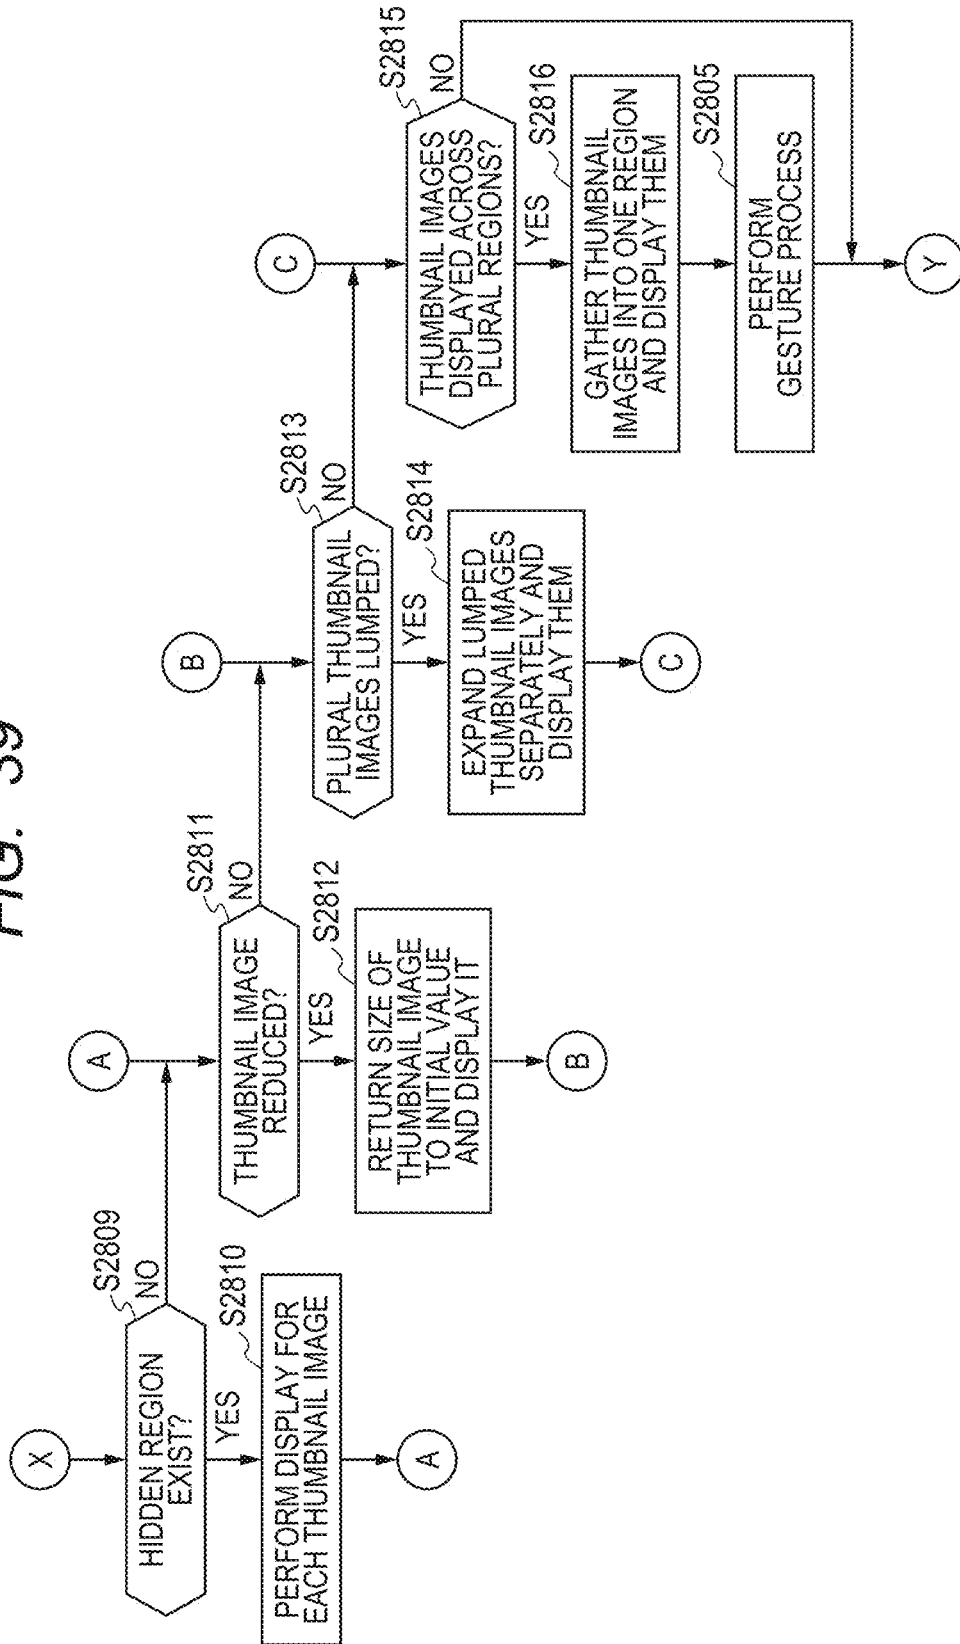 FIG. 39
X
S2809
HIDDEN REGION
EXIST?
NO
YES
S2810
PERFORM DISPLAY FOR
EACH THUMBNAIL IMAGE
A
A
S2811
THUMBNAIL IMAGE
REDUCED?
NO
YES
S2812
RETURN SIZE OF
THUMBNAIL IMAGE
TO INITIAL VALUE
AND DISPLAY IT
B
B
S2813
PLURAL THUMBNAIL
IMAGES LUMPED?
NO
YES
S2814
EXPAND LUMPED
THUMBNAIL IMAGES
SEPARATELY AND
DISPLAY THEM
C
C
S2815
THUMBNAIL IMAGES
DISPLAYED ACROSS
PLURAL REGIONS?
NO
YES
S2816
GATHER THUMBNAIL
IMAGES INTO ONE REGION
AND DISPLAY THEM
S2805
PERFORM
GESTURE PROCESS
Y